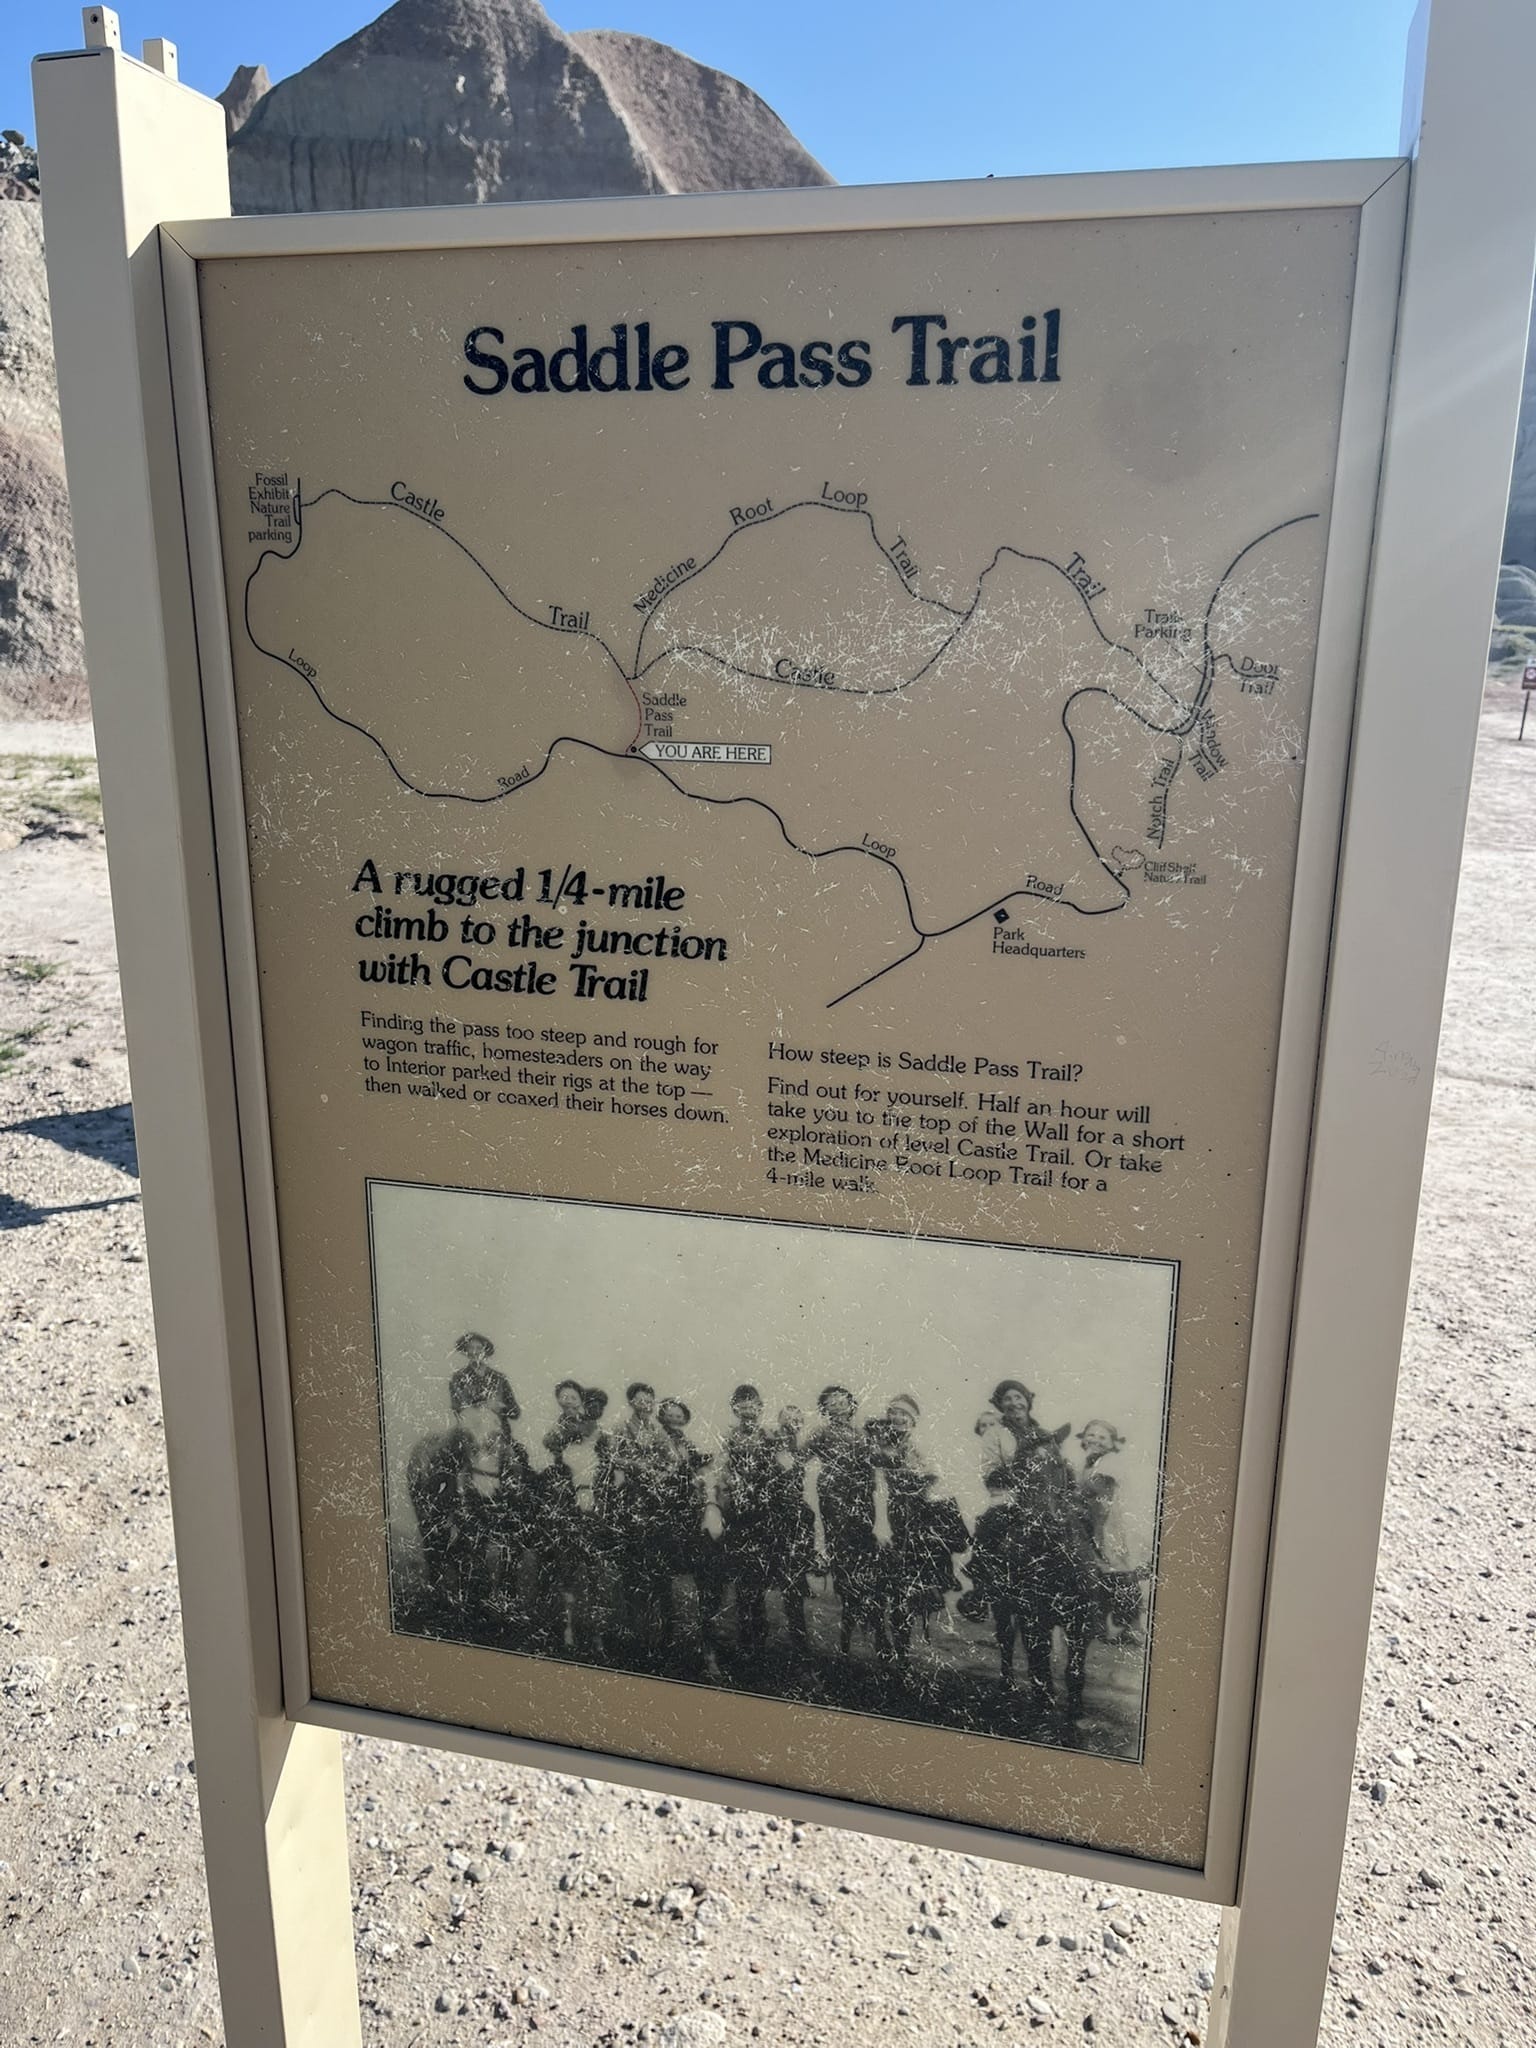 Saddle Pass Trail
Fossil
Exhibit
Nature
Trail
parking
Castle
Trail
Medicine
Root
Loop
Trail
Castle
Trail
Trail
Parking
Door
Trail
Window
Trail
Notch Trail
Cliff Shelf
Nature Trail
Saddle
Pass
Trail
YOU ARE HERE
Loop
Road
Loop
Road
Park
Headquarters
A rugged 1/4-mile
climb to the junction
with Castle Trail
Finding the pass too steep and rough for
wagon traffic, homesteaders on the way
to Interior parked their rigs at the top —
then walked or coaxed their horses down.
How steep is Saddle Pass Trail?
Find out for yourself. Half an hour will
take you to the top of the Wall for a short
exploration of level Castle Trail. Or take
the Medicine Root Loop Trail for a
4-mile walk.